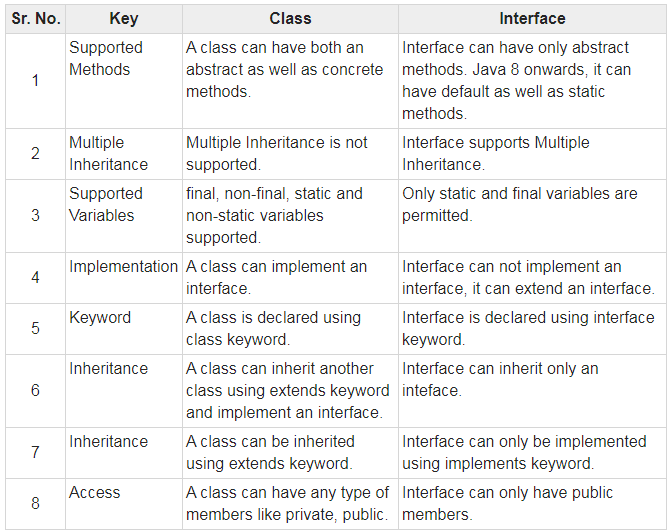 Sr. No. Key Class Interface
1 Supported Methods A class can have both an abstract as well as concrete methods. Interface can have only abstract methods. Java 8 onwards, it can have default as well as static methods.
2 Multiple Inheritance Multiple Inheritance is not supported. Interface supports Multiple Inheritance.
3 Supported Variables final, non-final, static and non-static variables supported. Only static and final variables are permitted.
4 Implementation A class can implement an interface. Interface can not implement an interface, it can extend an interface.
5 Keyword A class is declared using class keyword. Interface is declared using interface keyword.
6 Inheritance A class can inherit another class using extends keyword and implement an interface. Interface can inherit only an inteface.
7 Inheritance A class can be inherited using extends keyword. Interface can only be implemented using implements keyword.
8 Access A class can have any type of members like private, public. Interface can only have public members.